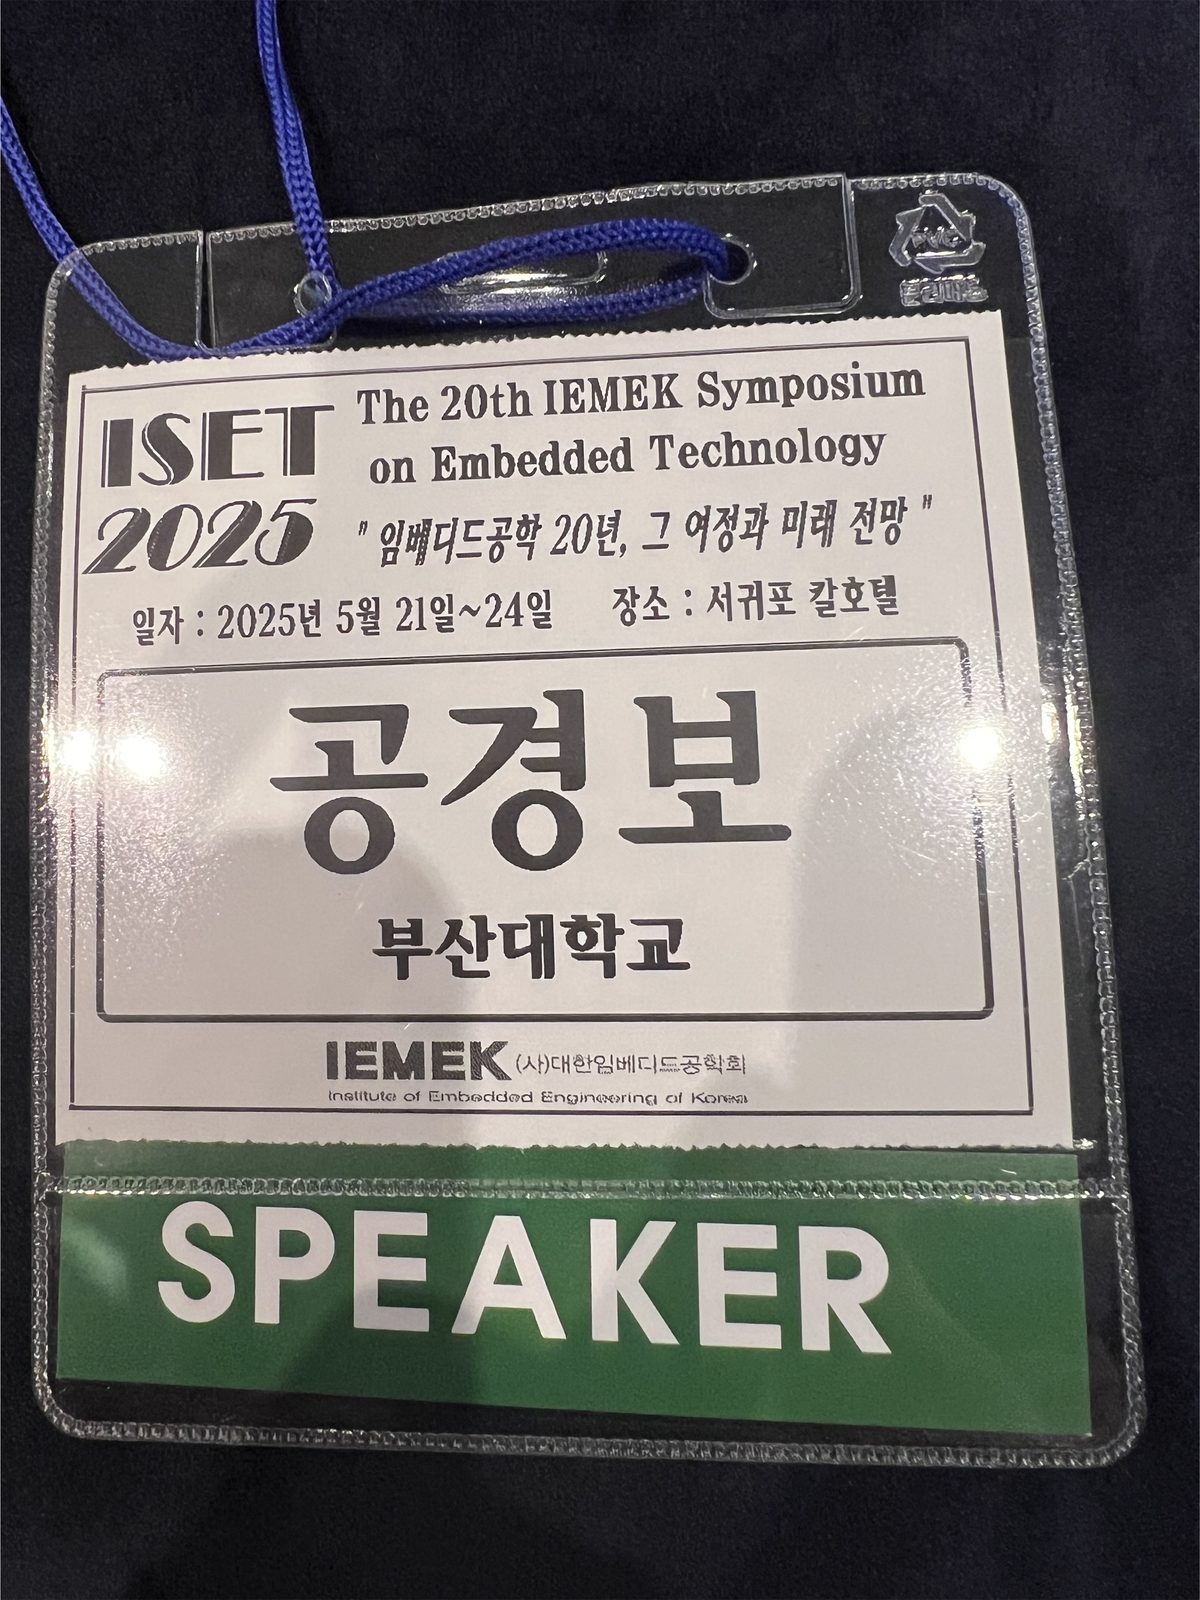 ISET
2025
The 20th IEMEK Symposium
on Embedded Technology
" 임베디드공학 20년, 그 여정과 미래 전망 "
일자 : 2025년 5월 21일~24일 장소 : 서귀포 칼호텔
공경보
부산대학교
IEMEK (사)대한임베디드공학회
Institute of Embedded Engineering of Korea
SPEAKER